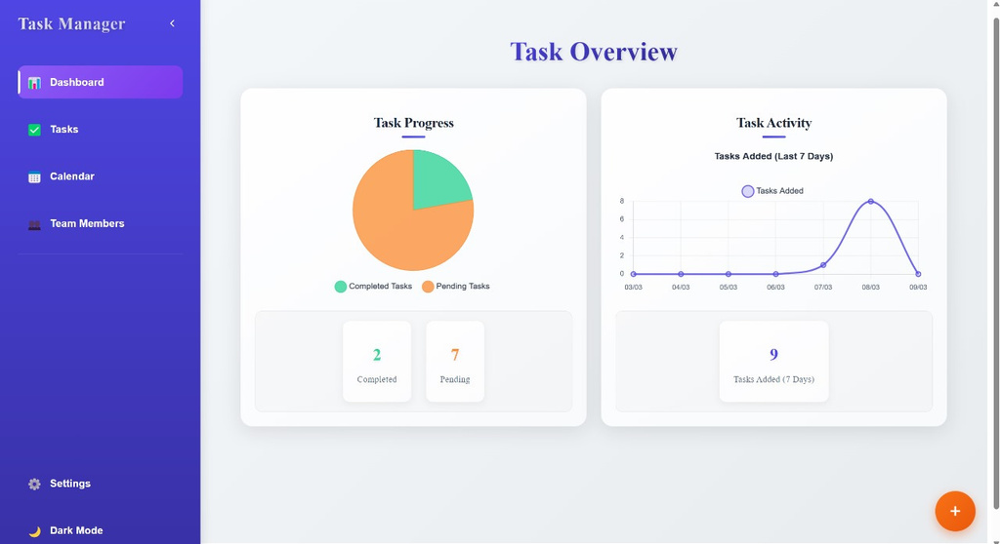 Task Manager
Dashboard
Tasks
Calendar
Team Members
Settings
Dark Mode
Task Overview
Task Progress
Completed Tasks
Pending Tasks
2
Completed
7
Pending
Task Activity
Tasks Added (Last 7 Days)
Tasks Added
8
6
4
2
0
03/03 04/03 05/03 06/03 07/03 08/03 09/03
9
Tasks Added (7 Days)
+